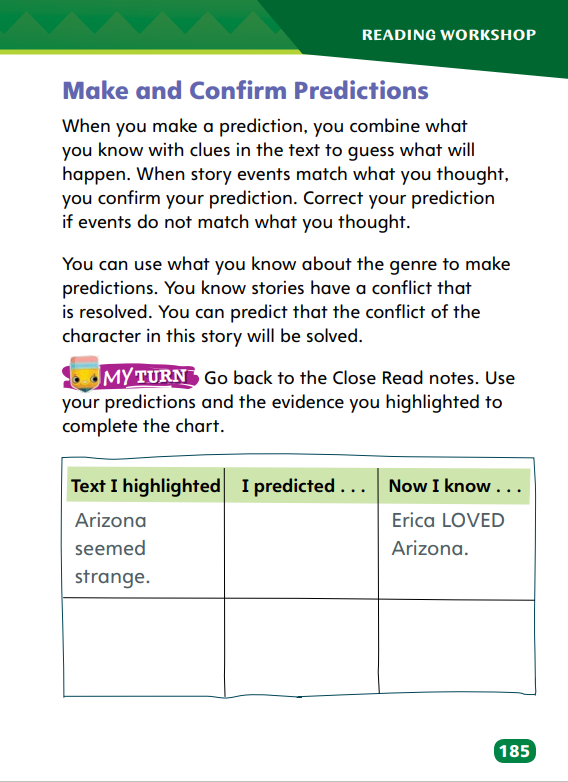 READING WORKSHOP
Make and Confirm Predictions
When you make a prediction, you combine what
you know with clues in the text to guess what will
happen. When story events match what you thought,
you confirm your prediction. Correct your prediction
if events do not match what you thought.
You can use what you know about the genre to make
predictions. You know stories have a conflict that
is resolved. You can predict that the conflict of the
character in this story will be solved.
MY TURN Go back to the Close Read notes. Use
your predictions and the evidence you highlighted to
complete the chart.
Text I highlighted I predicted . . . Now I know . . .
Arizona Erica LOVED
seemed Arizona.
strange.
185